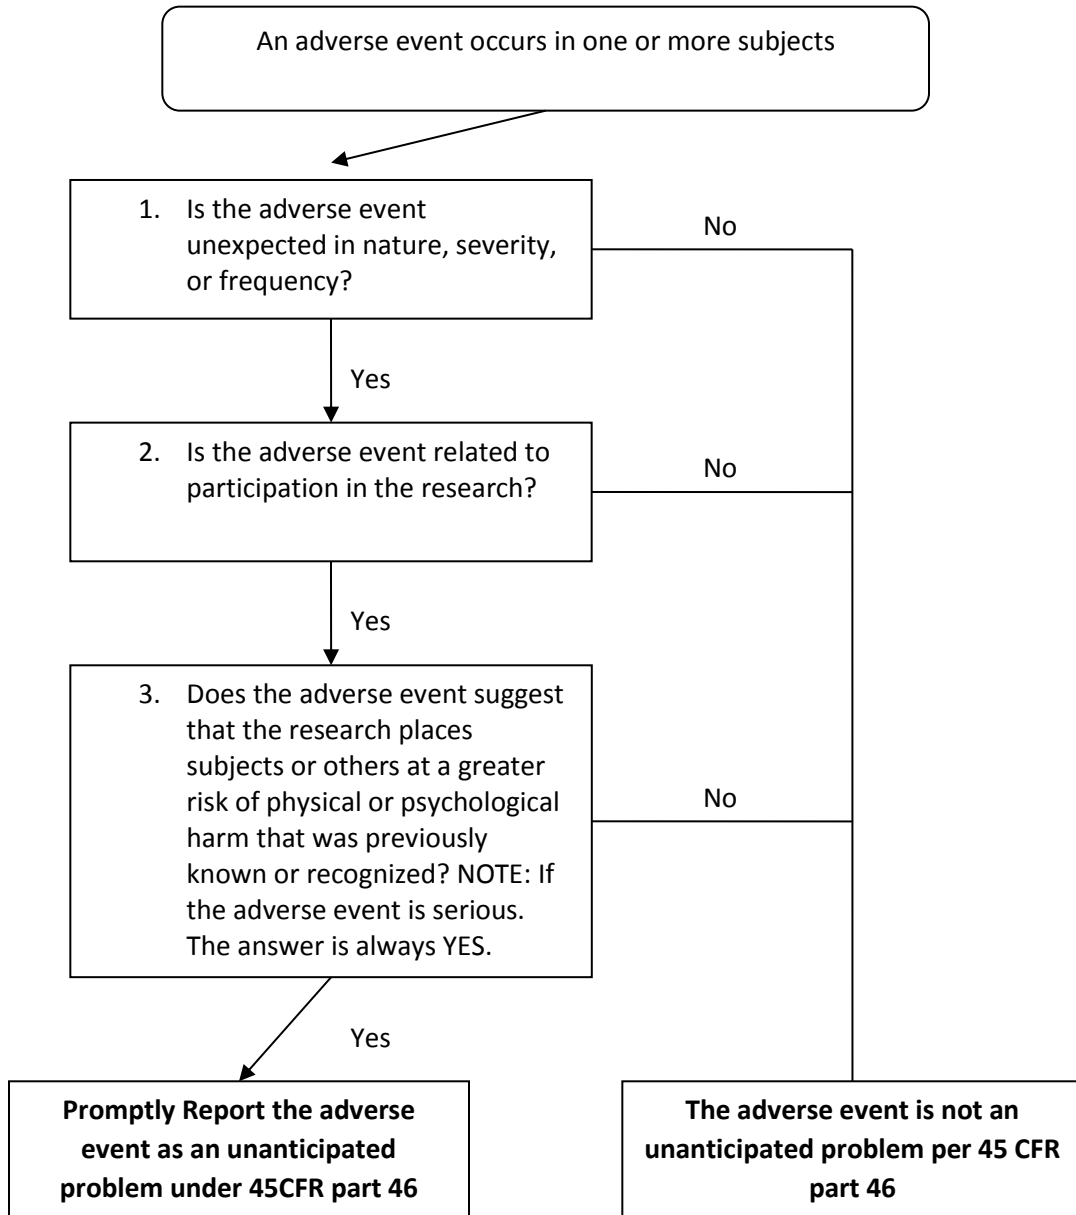 An adverse event occurs in one or more subjects
1. Is the adverse event
unexpected in nature, severity,
or frequency?
No
Yes
2. Is the adverse event related to
participation in the research?
No
Yes
3. Does the adverse event suggest
that the research places
subjects or others at a greater
risk of physical or psychological
harm that was previously
known or recognized? NOTE: If
the adverse event is serious.
The answer is always YES.
No
Yes
Promptly Report the adverse
event as an unanticipated
problem under 45CFR part 46
The adverse event is not an
unanticipated problem per 45 CFR
part 46